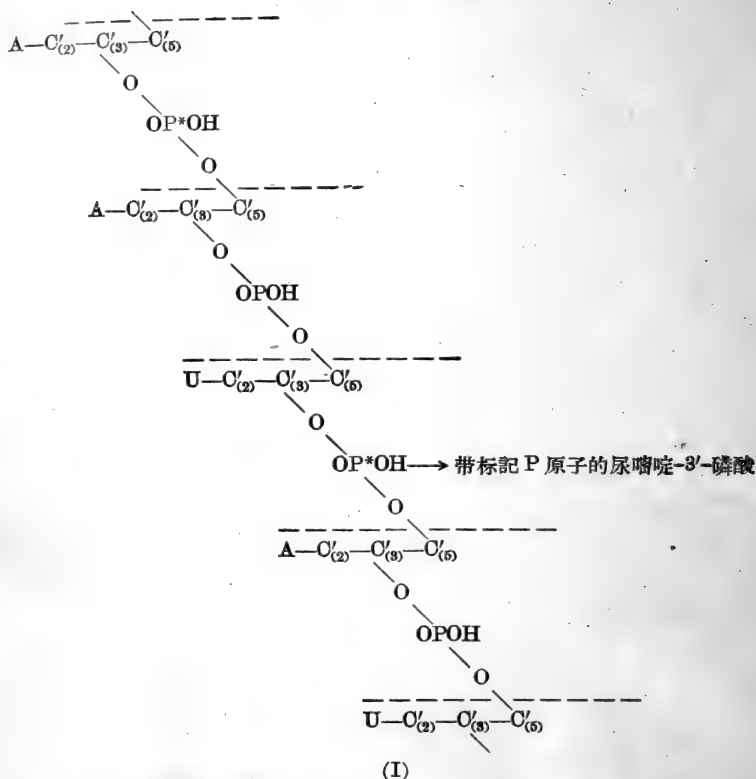 A—C′(2)—C′(3)—C′(5)
O
OP*OH
O
A—C′(2)—C′(3)—C′(5)
O
OPOH
O
U—C′(2)—C′(3)—C′(5)
O
OP*OH⟶带标記 P 原子的尿嘧啶-3′-磷酸
O
A—C′(2)—C′(3)—C′(5)
O
OPOH
O
U—C′(2)—C′(3)—C′(5)
(I)